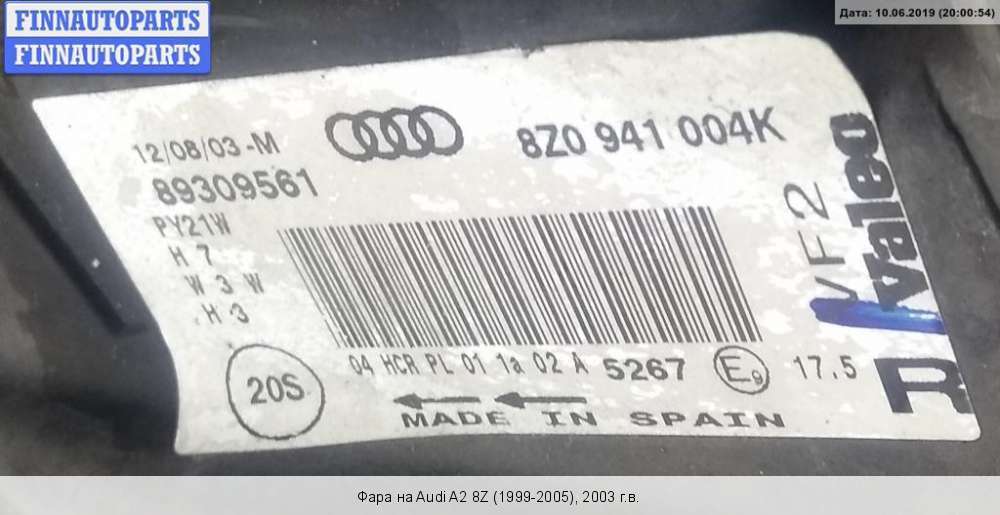 FINNAUTOPARTS
FINNAUTOPARTS
Дата: 10.06.2019 (20:00:54)
12/08/03-M
8Z0 941 004K
89309561
PY21W
H 7
W 3 W
H 3
VF2
Valeo
20S
04 HCR PL 01 1a 02 A 5267 E9 17.5
R
MADE IN SPAIN
Фара на Audi A2 8Z (1999-2005), 2003 г.в.